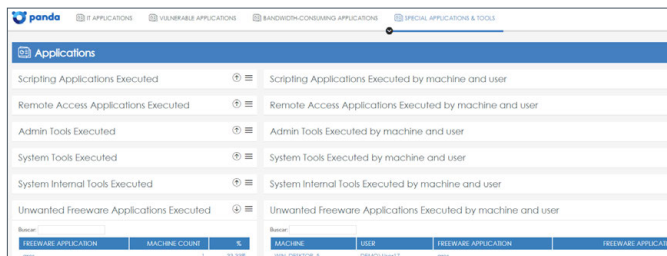 panda IT APPLICATIONS VULNERABLE APPLICATIONS BANDWIDTH-CONSUMING APPLICATIONS SPECIAL APPLICATIONS & TOOLS
Applications
Scripting Applications Executed Scripting Applications Executed by machine and user
Remote Access Applications Executed Remote Access Applications Executed by machine and user
Admin Tools Executed Admin Tools Executed by machine and user
System Tools Executed System Tools Executed by machine and user
System Internal Tools Executed System Internal Tools Executed by machine and user
Unwanted Freeware Applications Executed Unwanted Freeware Applications Executed by machine and user
Buscar: Buscar:
FREEWARE APPLICATION MACHINE COUNT % MACHINE USER FREEWARE APPLICATION FREEWARE APPLICAT